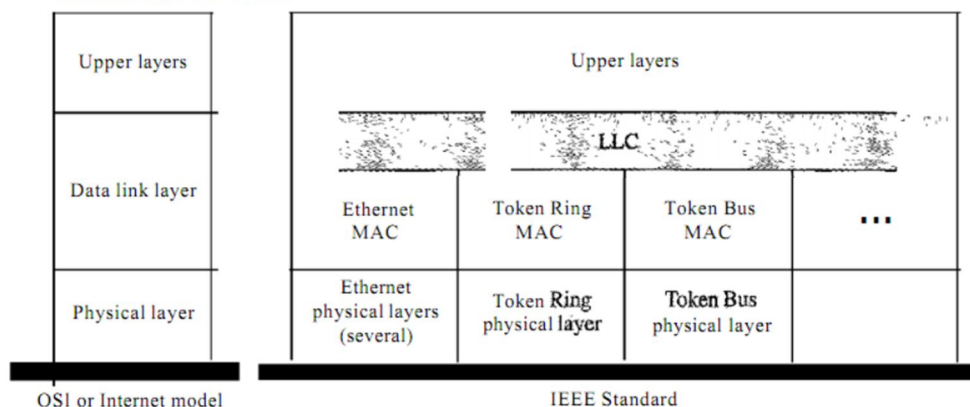 Upper layers
Upper layers
LLC
Data link layer
Ethernet
MAC
Token Ring
MAC
Token Bus
MAC
...
Physical layer
Ethernet
physical layers
(several)
Token Ring
physical layer
Token Bus
physical layer
OS1 or Internet model
IEEE Standard